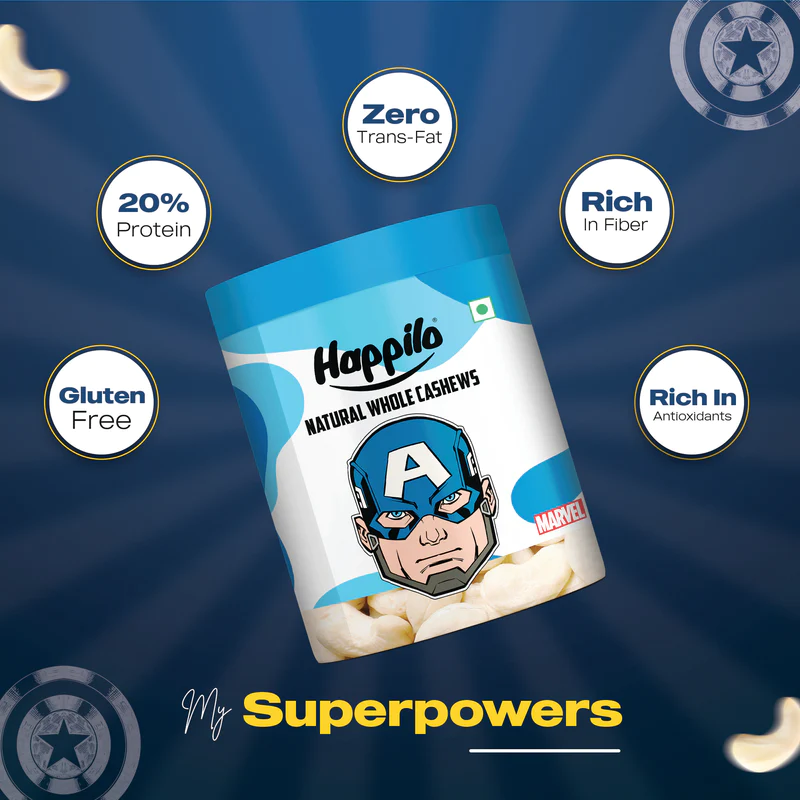 Zero
Trans-Fat
20%
Protein
Rich
In Fiber
Gluten
Free
Rich In
Antioxidants
Happilo
NATURAL WHOLE CASHEWS
A
MARVEL
My Superpowers